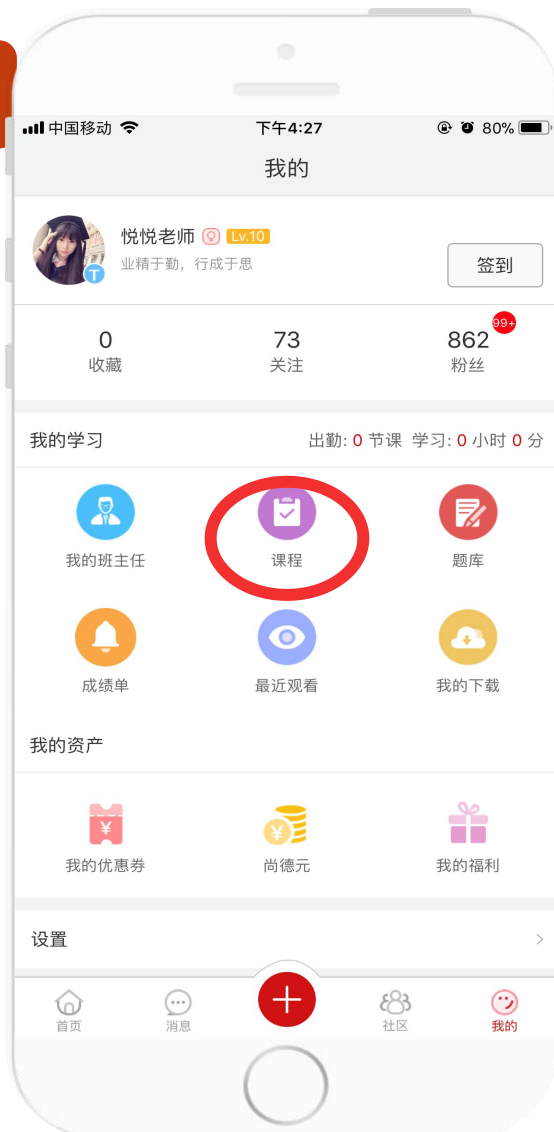 中国移动 下午4:27 80%
我的
悦悦老师 Lv.10
业精于勤，行成于思
T
签到
0 73 862 99+
收藏 关注 粉丝
我的学习 出勤: 0 节课 学习: 0 小时 0 分
我的班主任 课程 题库
成绩单 最近观看 我的下载
我的资产
¥ ¥
我的优惠券 尚德元 我的福利
设置
首页 消息 社区 我的